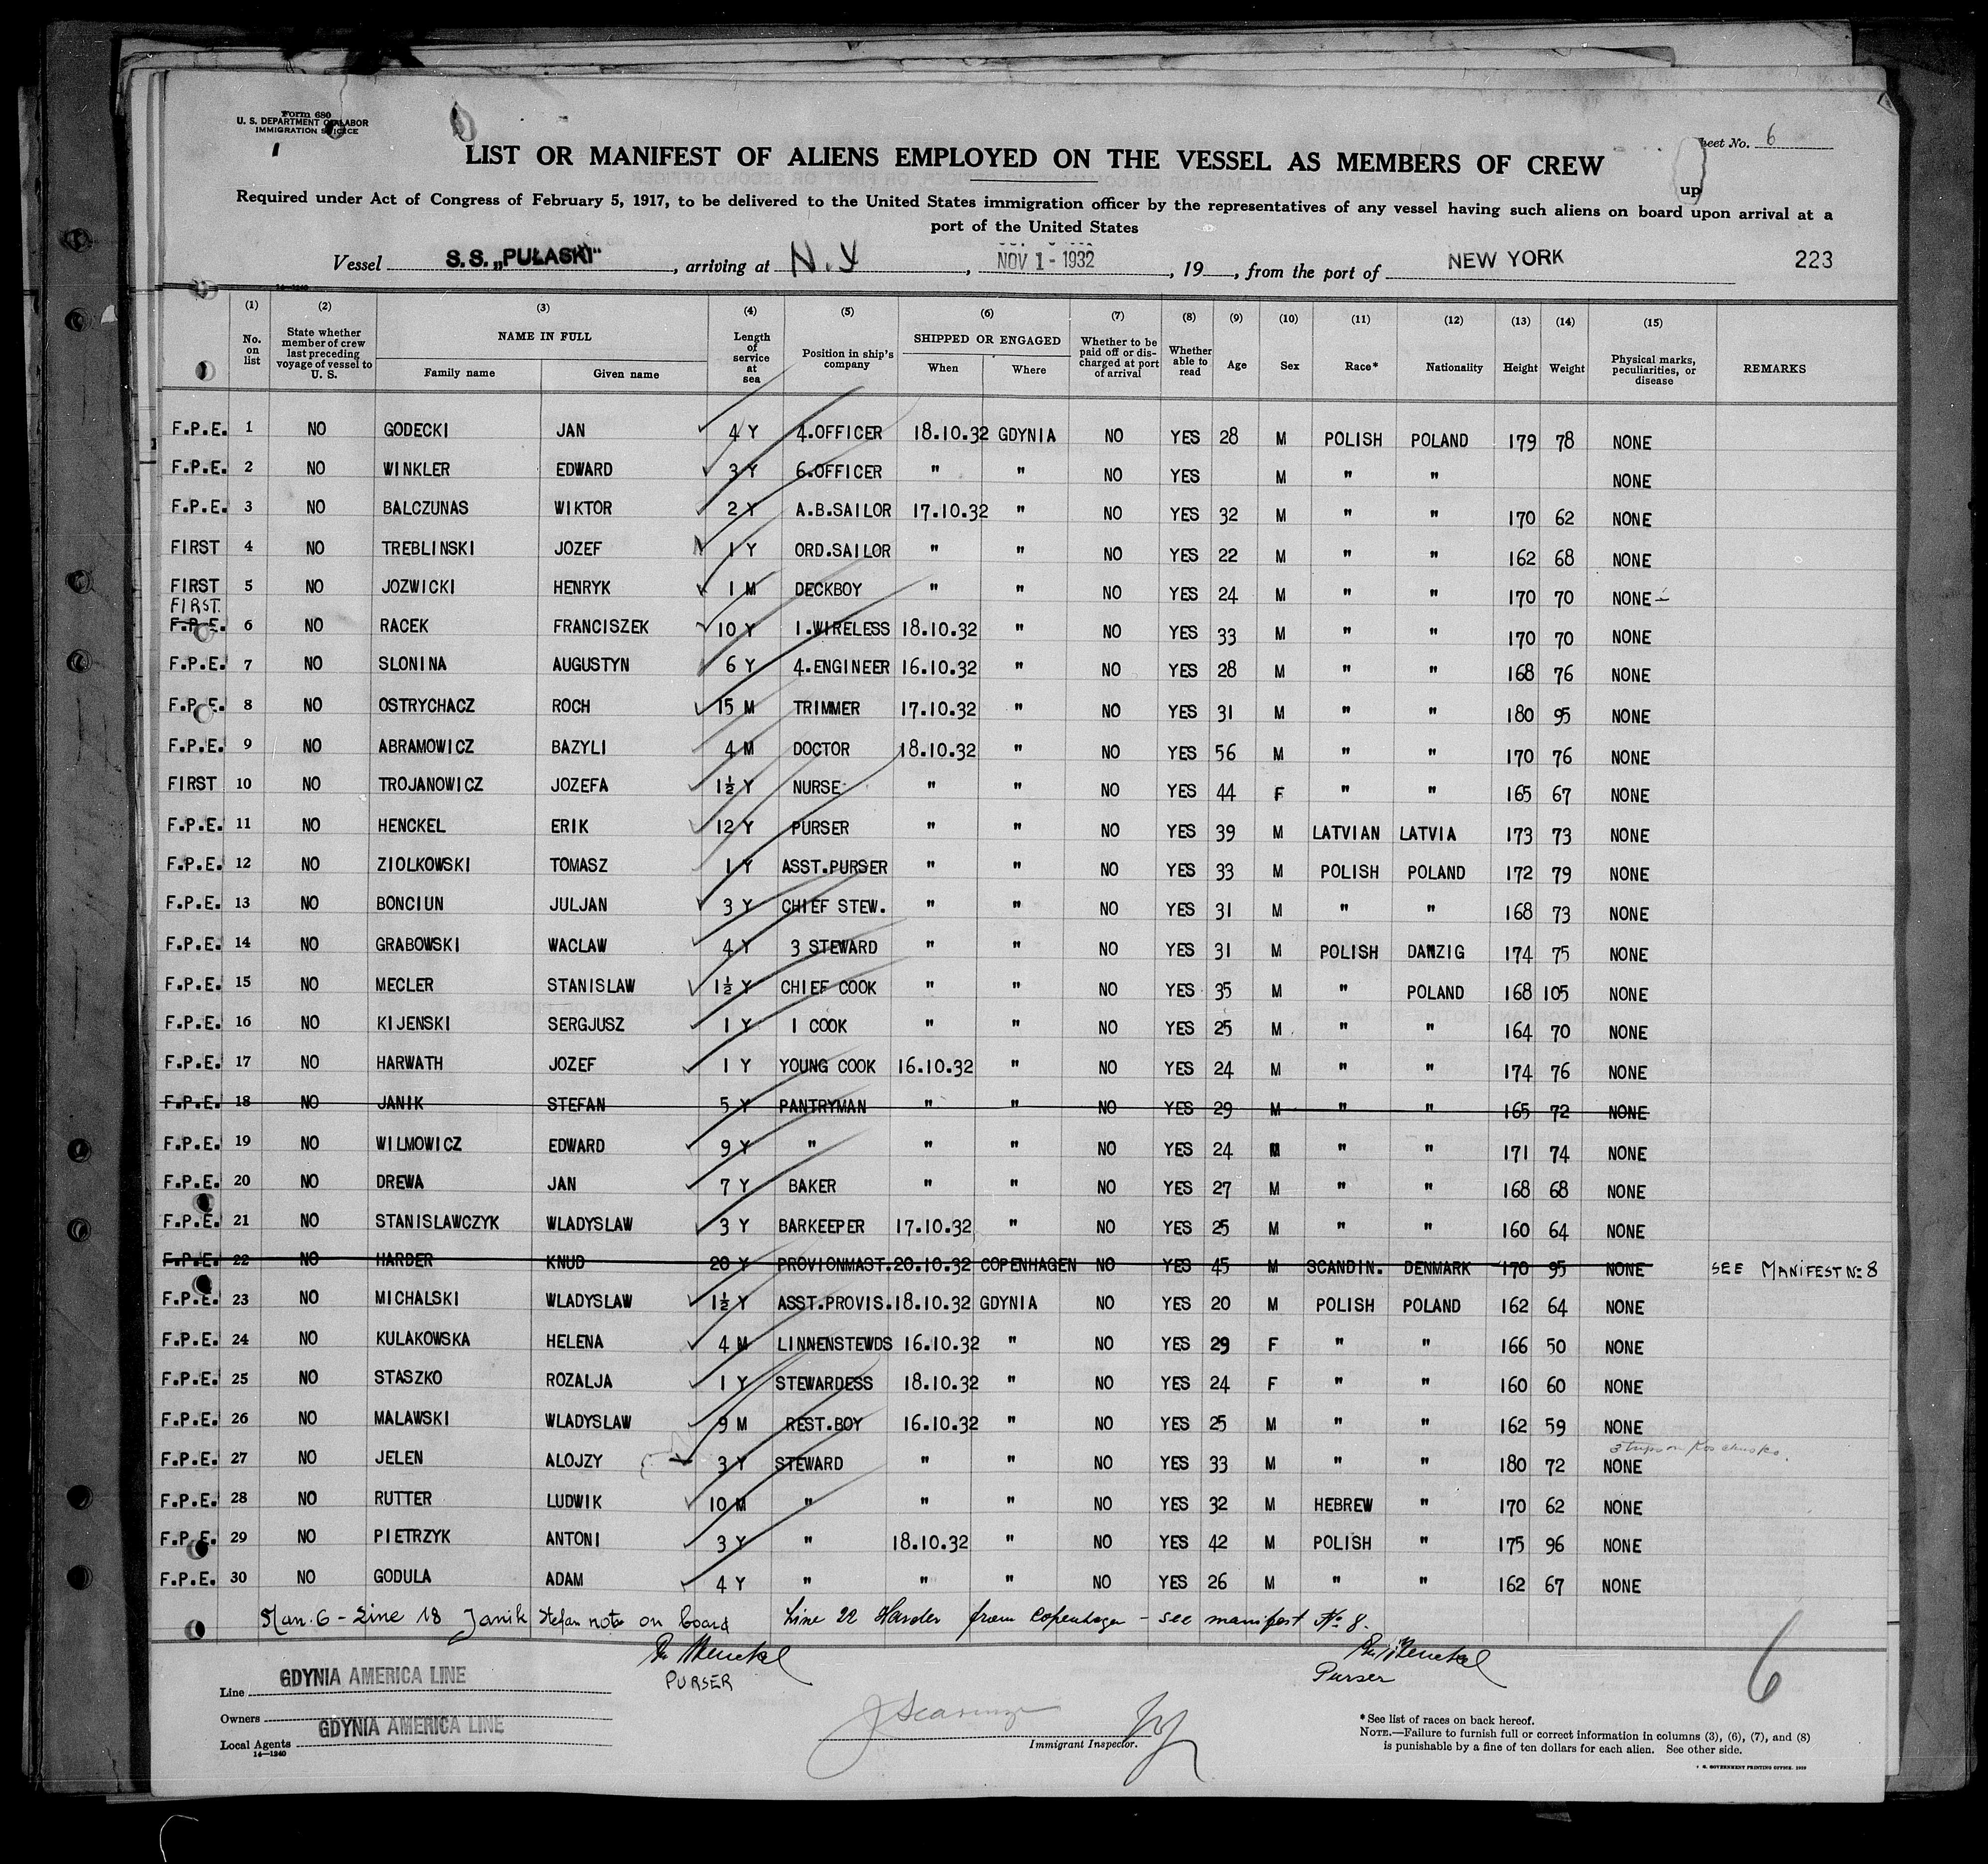 Form 680
U. S. DEPARTMENT OF LABOR
IMMIGRATION SERVICE
Sheet No. 6
LIST OR MANIFEST OF ALIENS EMPLOYED ON THE VESSEL AS MEMBERS OF CREW
up
Required under Act of Congress of February 5, 1917, to be delivered to the United States immigration officer by the representatives of any vessel having such aliens on board upon arrival at a
port of the United States
Vessel S.S. „PUŁASKI" , arriving at N.Y , NOV 1 - 1932 , 19 , from the port of NEW YORK 223
14—1240
(1) (2) (3) (4) (5) (6) (7) (8) (9) (10) (11) (12) (13) (14) (15)
No. on list State whether member of crew last preceding voyage of vessel to U. S. NAME IN FULL Family name Given name Length of service at sea Position in ship's company SHIPPED OR ENGAGED When Where Whether to be paid off or discharged at port of arrival Whether able to read Age Sex Race* Nationality Height Weight Physical marks, peculiarities, or disease REMARKS
F.P.E. 1 NO GODECKI JAN 4 Y 4.OFFICER 18.10.32 GDYNIA NO YES 28 M POLISH POLAND 179 78 NONE
F.P.E. 2 NO WINKLER EDWARD 3 Y 6.OFFICER " " NO YES M " " NONE
F.P.E. 3 NO BALCZUNAS WIKTOR 2 Y A.B.SAILOR 17.10.32 " NO YES 32 M " " 170 62 NONE
FIRST 4 NO TREBLINSKI JOZEF 1 Y ORD.SAILOR " " NO YES 22 M " " 162 68 NONE
FIRST 5 NO JOZWICKI HENRYK 1 M DECKBOY " " NO YES 24 M " " 170 70 NONE
FIRST.
F.P.E. 6 NO RACEK FRANCISZEK 10 Y 1.WIRELESS 18.10.32 " NO YES 33 M " " 170 70 NONE
F.P.E. 7 NO SLONINA AUGUSTYN 6 Y 4.ENGINEER 16.10.32 " NO YES 28 M " " 168 76 NONE
F.P.E. 8 NO OSTRYCHACZ ROCH 15 M TRIMMER 17.10.32 " NO YES 31 M " " 180 95 NONE
F.P.E. 9 NO ABRAMOWICZ BAZYLI 4 M DOCTOR 18.10.32 " NO YES 56 M " " 170 76 NONE
FIRST 10 NO TROJANOWICZ JOZEFA 1½ Y NURSE " " NO YES 44 F " " 165 67 NONE
F.P.E. 11 NO HENCKEL ERIK 12 Y PURSER " " NO YES 39 M LATVIAN LATVIA 173 73 NONE
F.P.E. 12 NO ZIOLKOWSKI TOMASZ 1 Y ASST.PURSER " " NO YES 33 M POLISH POLAND 172 79 NONE
F.P.E. 13 NO BONCIUN JULJAN 3 Y CHIEF STEW. " " NO YES 31 M " " 168 73 NONE
F.P.E. 14 NO GRABOWSKI WACLAW 4 Y 3 STEWARD " " NO YES 31 M POLISH DANZIG 174 75 NONE
F.P.E. 15 NO MECLER STANISLAW 1½ Y CHIEF COOK " " NO YES 35 M " POLAND 168 105 NONE
F.P.E. 16 NO KIJENSKI SERGJUSZ 1 Y 1 COOK " " NO YES 25 M " " 164 70 NONE
F.P.E. 17 NO HARWATH JOZEF 1 Y YOUNG COOK 16.10.32 " NO YES 24 M " " 174 76 NONE
F.P.E. 18 NO JANIK STEFAN 5 Y PANTRYMAN " " NO YES 29 M " " 165 72 NONE
F.P.E. 19 NO WILMOWICZ EDWARD 9 Y " " " NO YES 24 M " " 171 74 NONE
F.P.E. 20 NO DREWA JAN 7 Y BAKER " " NO YES 27 M " " 168 68 NONE
F.P.E. 21 NO STANISLAWCZYK WLADYSLAW 3 Y BARKEEPER 17.10.32 " NO YES 25 M " " 160 64 NONE
F.P.E. 22 NO HARDER KNUD 20 Y PROVIONMAST. 20.10.32 COPENHAGEN NO YES 45 M SCANDIN. DENMARK 170 95 NONE SEE MANIFEST No 8
F.P.E. 23 NO MICHALSKI WLADYSLAW 1½ Y ASST.PROVIS. 18.10.32 GDYNIA NO YES 20 M POLISH POLAND 162 64 NONE
F.P.E. 24 NO KULAKOWSKA HELENA 4 M LINNENSTEWDS 16.10.32 " NO YES 29 F " " 166 50 NONE
F.P.E. 25 NO STASZKO ROZALJA 1 Y STEWARDESS 18.10.32 " NO YES 24 F " " 160 60 NONE
F.P.E. 26 NO MALAWSKI WLADYSLAW 9 M REST.BOY 16.10.32 " NO YES 25 M " " 162 59 NONE
3 trips on Kosciusko.
F.P.E. 27 NO JELEN ALOJZY 3 Y STEWARD " " NO YES 33 M " " 180 72 NONE
F.P.E. 28 NO RUTTER LUDWIK 10 M " " " NO YES 32 M HEBREW " 170 62 NONE
F.P.E. 29 NO PIETRZYK ANTONI 3 Y " 18.10.32 " NO YES 42 M POLISH " 175 96 NONE
F.P.E. 30 NO GODULA ADAM 4 Y " " " NO YES 26 M " " 162 67 NONE
Man. 6 - Line 18 Janik Stefan note on board Line 22 Harder from Copenhagen - see manifest No 8.
Henckel Henckel
PURSER Purser
6
Line GDYNIA AMERICA LINE
Owners
GDYNIA AMERICA LINE
Local Agents
14—1240
Immigrant Inspector.
*See list of races on back hereof.
NOTE.—Failure to furnish full or correct information in columns (3), (6), (7), and (8)
is punishable by a fine of ten dollars for each alien. See other side.
GOVERNMENT PRINTING OFFICE